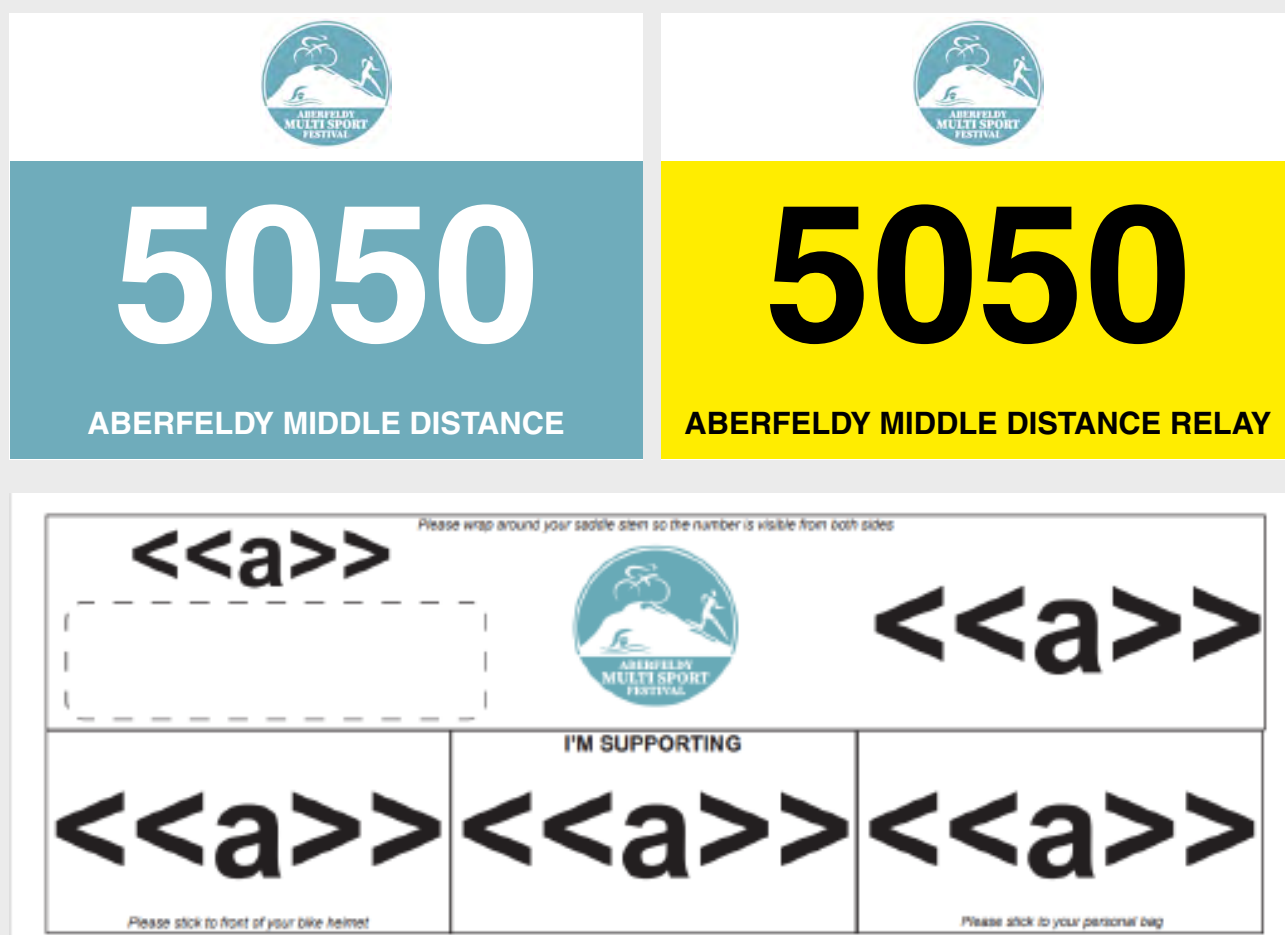 ABERFELDY
MULTI SPORT
FESTIVAL
5050
ABERFELDY MIDDLE DISTANCE
ABERFELDY
MULTI SPORT
FESTIVAL
5050
ABERFELDY MIDDLE DISTANCE RELAY
Please wrap around your saddle stem so the number is visible from both sides
<<a>>
ABERFELDY
MULTI SPORT
FESTIVAL
<<a>>
<<a>>
Please stick to front of your bike helmet
I'M SUPPORTING
<<a>>
<<a>>
Please stick to your personal bag